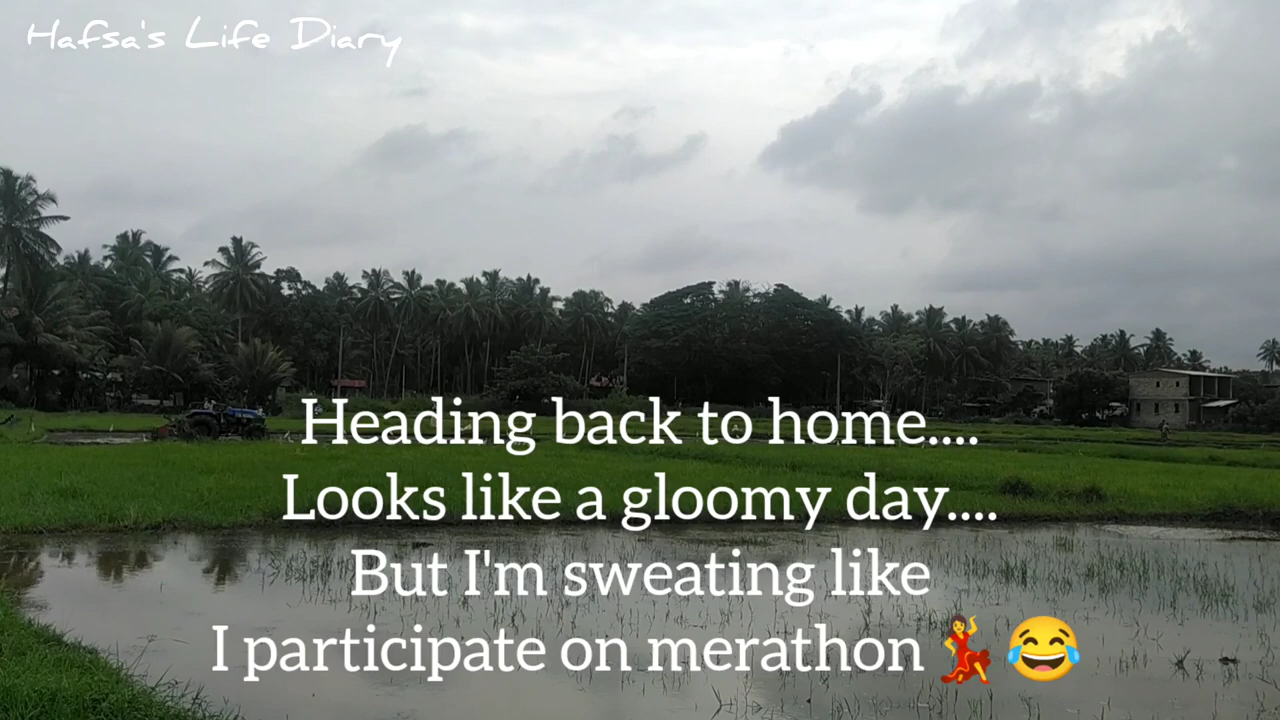 Hafsa's Life Diary
Heading back to home....
Looks like a gloomy day....
But I'm sweating like
I participate on merathon💃😂